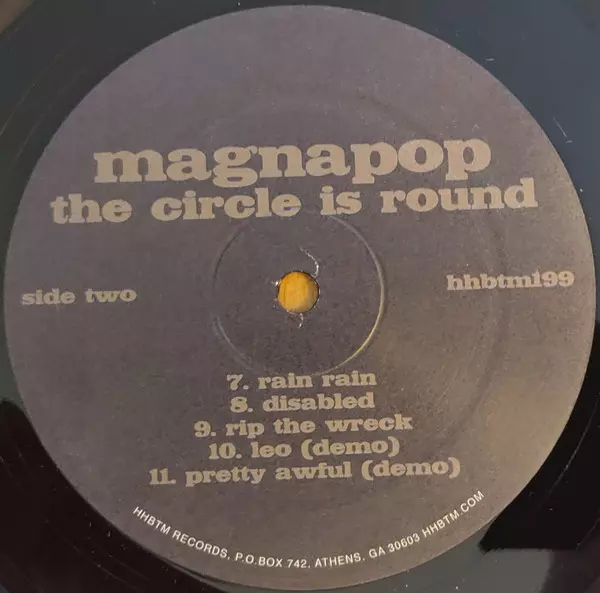 magnapop
the circle is round
side two
hhbtm199
7. rain rain
8. disabled
9. rip the wreck
10. leo (demo)
11. pretty awful (demo)
HHBTM RECORDS, P.O.BOX 742, ATHENS, GA 30603 HHBTM.COM